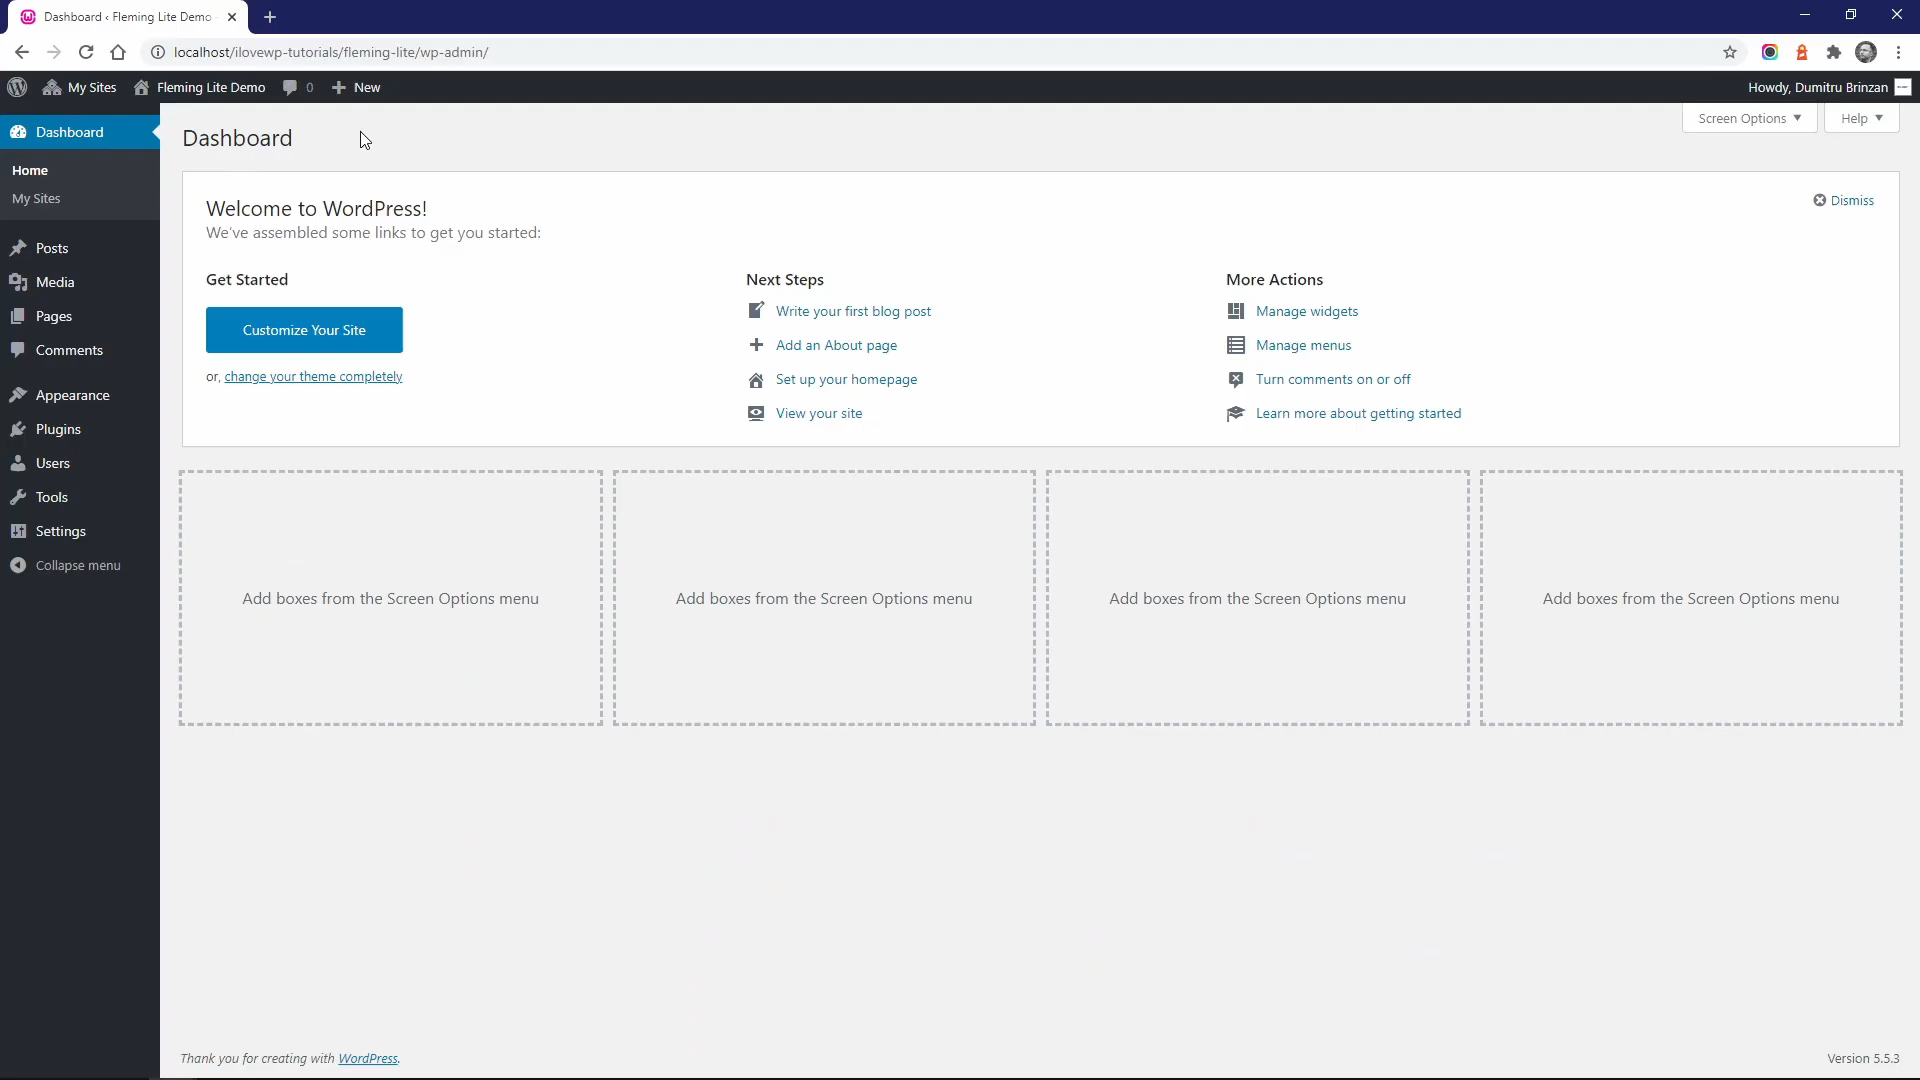 Dashboard ‹ Fleming Lite Demo
localhost/ilovewp-tutorials/fleming-lite/wp-admin/
My Sites
Fleming Lite Demo
0
New
Howdy, Dumitru Brinzan
Dashboard
Home
My Sites
Posts
Media
Pages
Comments
Appearance
Plugins
Users
Tools
Settings
Collapse menu
Dashboard
Screen Options
Help
Welcome to WordPress!
We've assembled some links to get you started:
Dismiss
Get Started
Customize Your Site
or, change your theme completely
Next Steps
Write your first blog post
Add an About page
Set up your homepage
View your site
More Actions
Manage widgets
Manage menus
Turn comments on or off
Learn more about getting started
Add boxes from the Screen Options menu
Add boxes from the Screen Options menu
Add boxes from the Screen Options menu
Add boxes from the Screen Options menu
Thank you for creating with WordPress.
Version 5.5.3